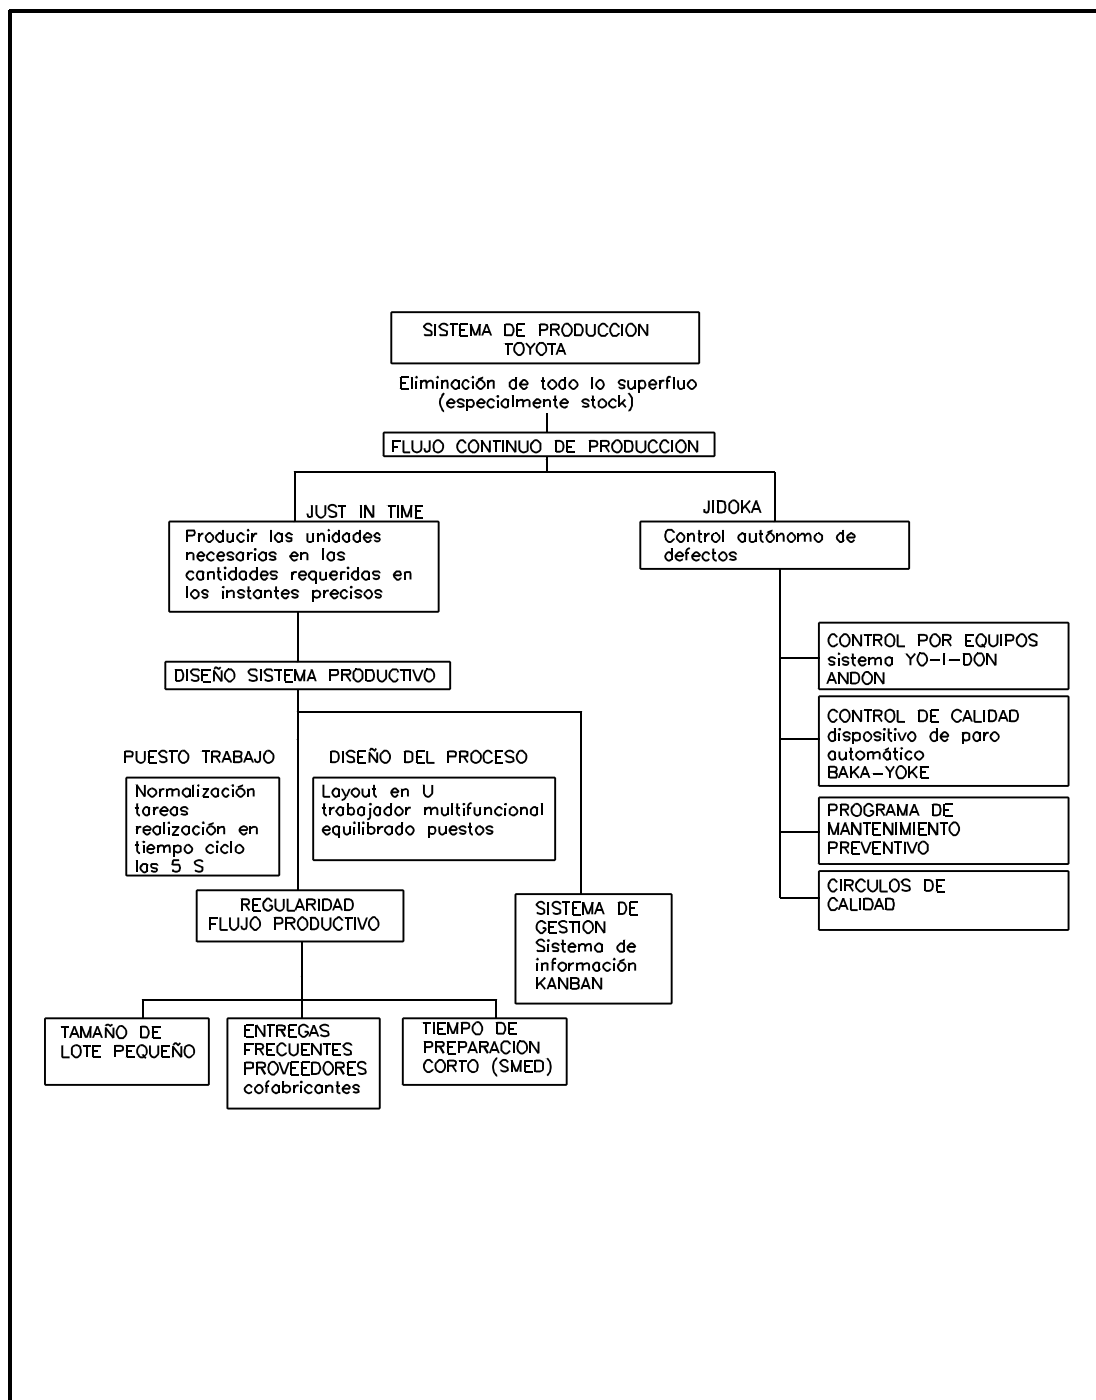 SISTEMA DE PRODUCCION
TOYOTA
Eliminación de todo lo superfluo
(especialmente stock)
FLUJO CONTINUO DE PRODUCCION
JUST IN TIME
Producir las unidades
necesarias en las
cantidades requeridas en
los instantes precisos
JIDOKA
Control autónomo de
defectos
DISEÑO SISTEMA PRODUCTIVO
PUESTO TRABAJO
Normalización
tareas
realización en
tiempo ciclo
las 5 S
DISEÑO DEL PROCESO
Layout en U
trabajador multifuncional
equilibrado puestos
CONTROL POR EQUIPOS
sistema YO-I-DON
ANDON
CONTROL DE CALIDAD
dispositivo de paro
automático
BAKA-YOKE
PROGRAMA DE
MANTENIMIENTO
PREVENTIVO
CIRCULOS DE
CALIDAD
REGULARIDAD
FLUJO PRODUCTIVO
SISTEMA DE
GESTION
Sistema de
información
KANBAN
TAMAÑO DE
LOTE PEQUEÑO
ENTREGAS
FRECUENTES
PROVEEDORES
cofabricantes
TIEMPO DE
PREPARACION
CORTO (SMED)